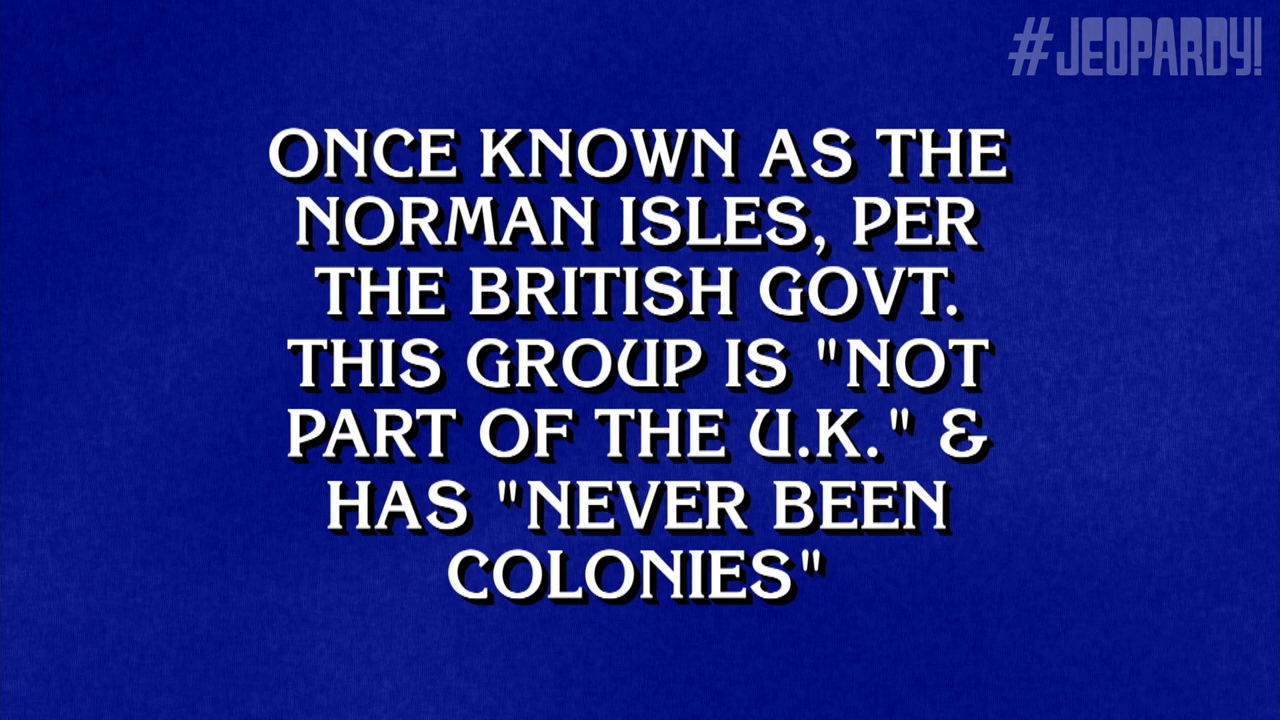 #JEOPARDY!
ONCE KNOWN AS THE
NORMAN ISLES, PER
THE BRITISH GOVT.
THIS GROUP IS "NOT
PART OF THE U.K." &
HAS "NEVER BEEN
COLONIES"